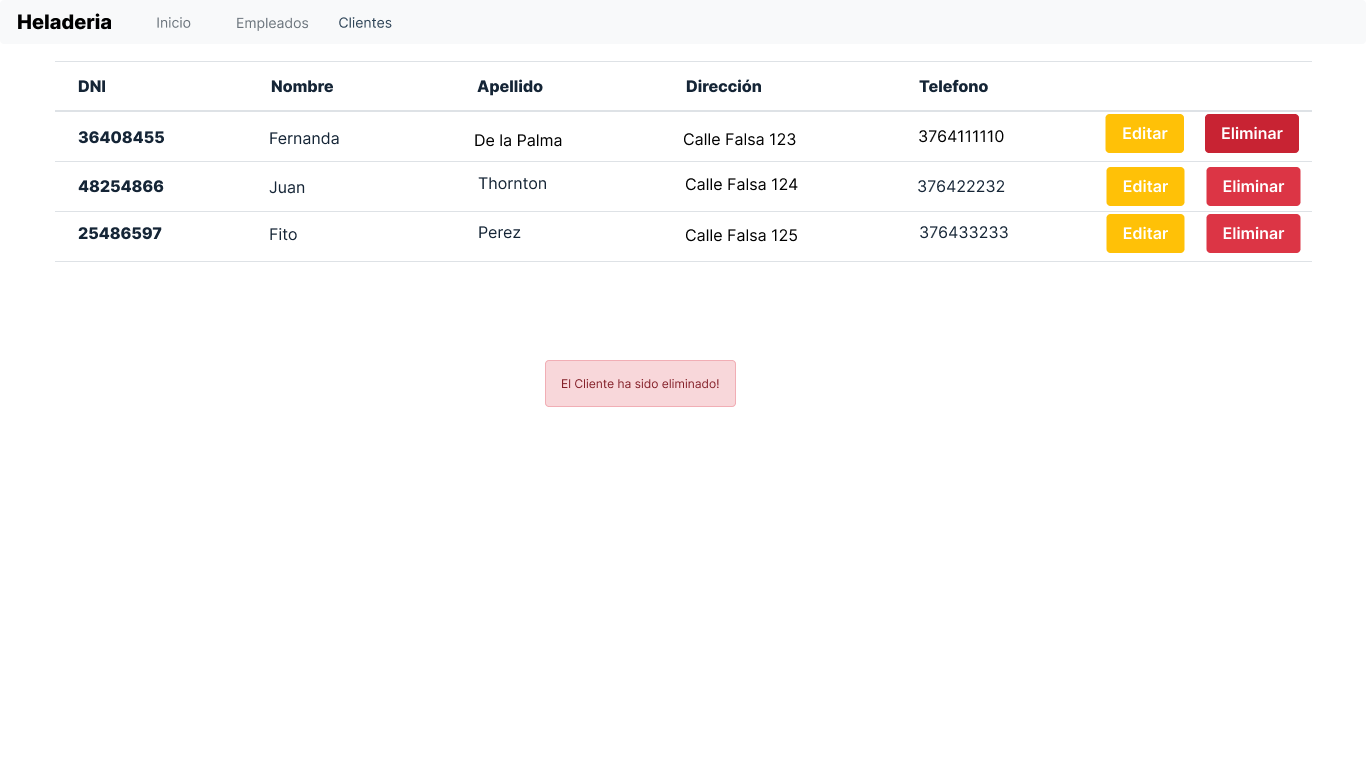 Heladeria Inicio Empleados Clientes
DNI Nombre Apellido Dirección Telefono
36408455 Fernanda De la Palma Calle Falsa 123 3764111110 Editar Eliminar
48254866 Juan Thornton Calle Falsa 124 376422232 Editar Eliminar
25486597 Fito Perez Calle Falsa 125 376433233 Editar Eliminar
El Cliente ha sido eliminado!